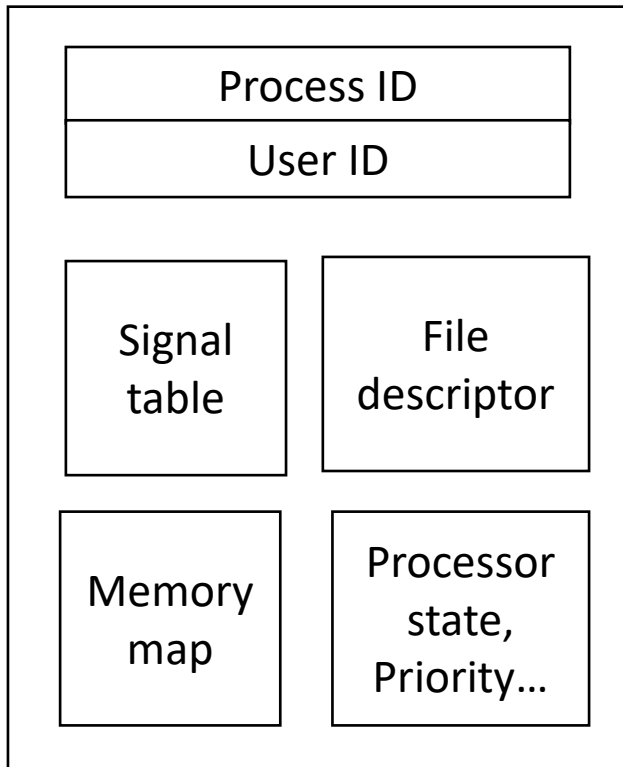 Process ID
User ID
Signal
table
File
descriptor
Memory
map
Processor
state,
Priority…